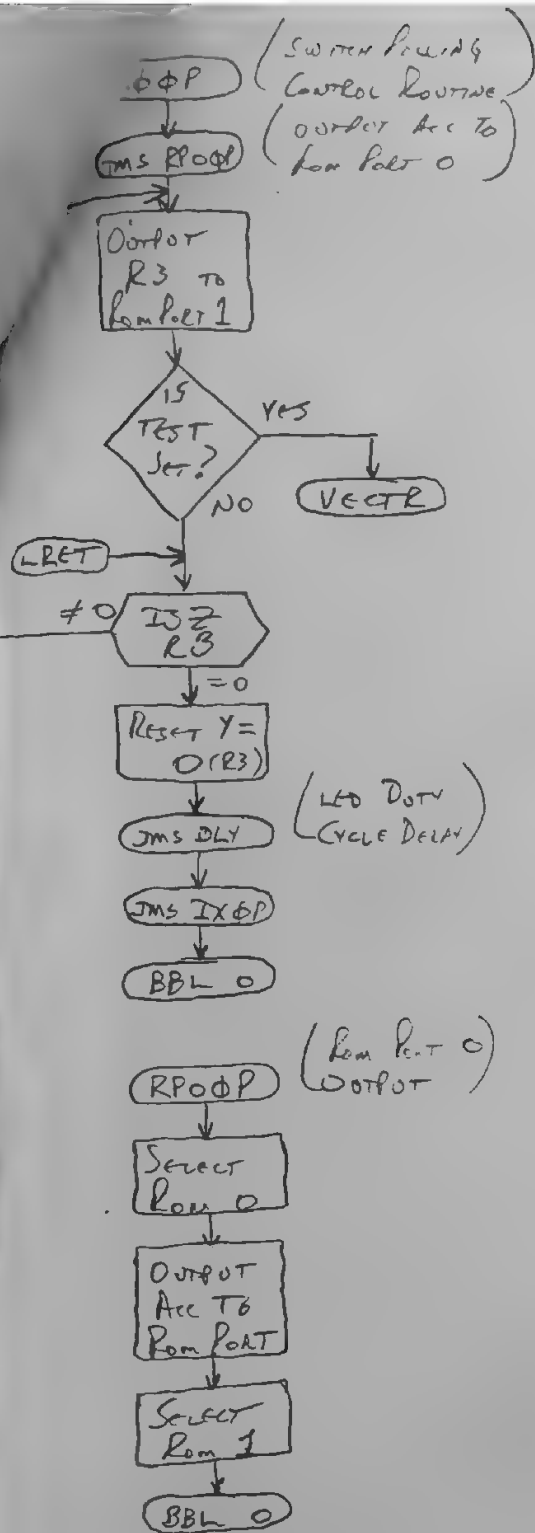 ΦΦP
(SWITCH POLLING
CONTROL ROUTINE)
JMS RPOΦP
(OUTPUT ACC TO
ROM PORT 0)
OUTPUT
R3 TO
ROM PORT 1
IS
TEST
SET?
YES
VECTR
NO
LRET
≠ 0
ISZ
R3
= 0
RESET Y =
0 (R3)
JMS DLY
(LED DUTY
CYCLE DELAY)
JMS IXΦP
BBL 0
RPOΦP
(ROM PORT 0
OUTPUT)
SELECT
ROM 0
OUTPUT
ACC TO
ROM PORT
SELECT
ROM 1
BBL 0